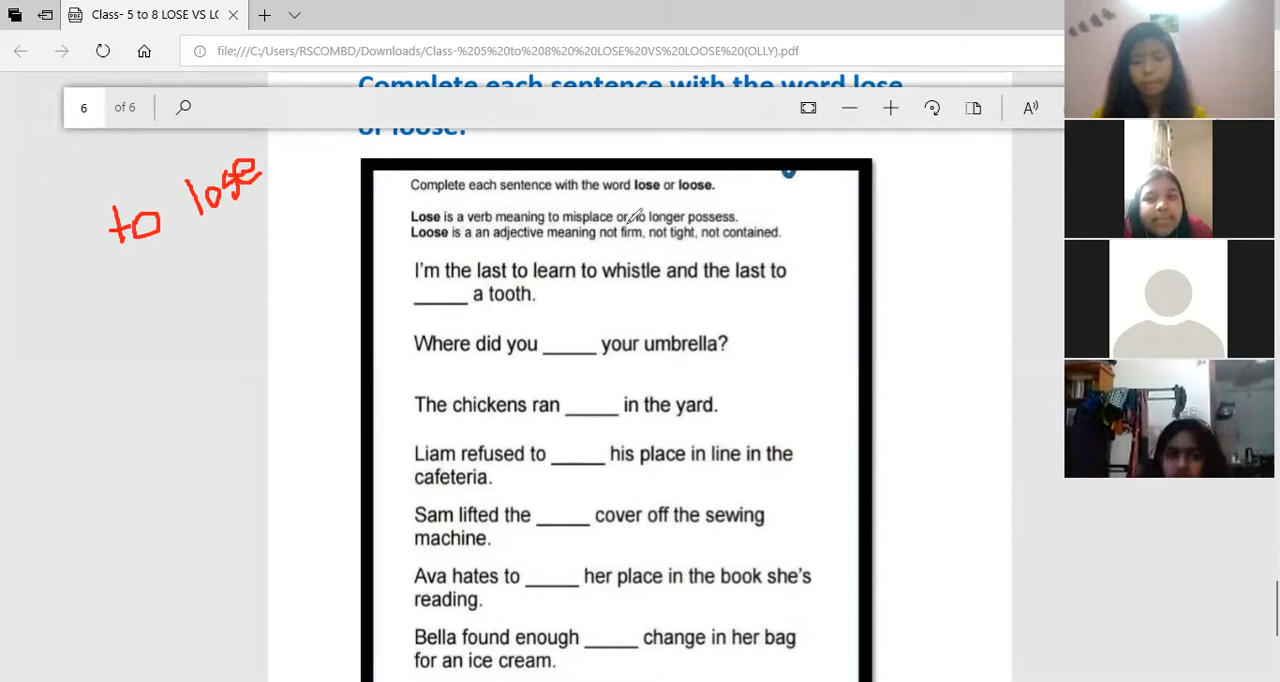 Class- 5 to 8 LOSE VS LO
file:///C:/Users/RSCOMBD/Downloads/Class-%205%20to%208%20%20LOSE%20VS%20LOOSE%20(OLLY).pdf
Complete each sentence with the word lose
6 of 6
or loose.
to lose
Complete each sentence with the word lose or loose.
Lose is a verb meaning to misplace or no longer possess.
Loose is a an adjective meaning not firm, not tight, not contained.
I'm the last to learn to whistle and the last to
_____ a tooth.
Where did you _____ your umbrella?
The chickens ran _____ in the yard.
Liam refused to _____ his place in line in the
cafeteria.
Sam lifted the _____ cover off the sewing
machine.
Ava hates to _____ her place in the book she's
reading.
Bella found enough _____ change in her bag
for an ice cream.